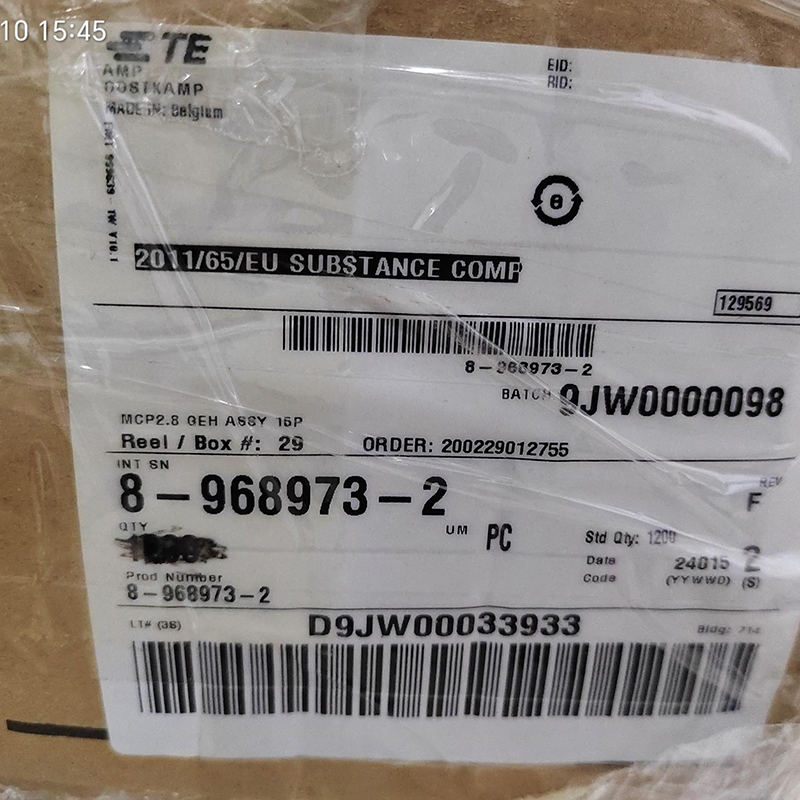 10 15:45
TE
AMP
OOSTKAMP
MADE IN: Belgium
EID:
RID:
2011/65/EU SUBSTANCE COMP
129569
8-968973-2
BATCH 9JW0000098
MCP2.8 GEH ASSY 16P
Reel / Box #: 29 ORDER: 200229012755
INT SN
8-968973-2
REV
F
QTY
UM PC
Std Qty: 1200
Date Code
24015 2
(YYWWD) (S)
Prod Number
8-968973-2
LT# (3S)
D9JW00033933
Bldg: 714